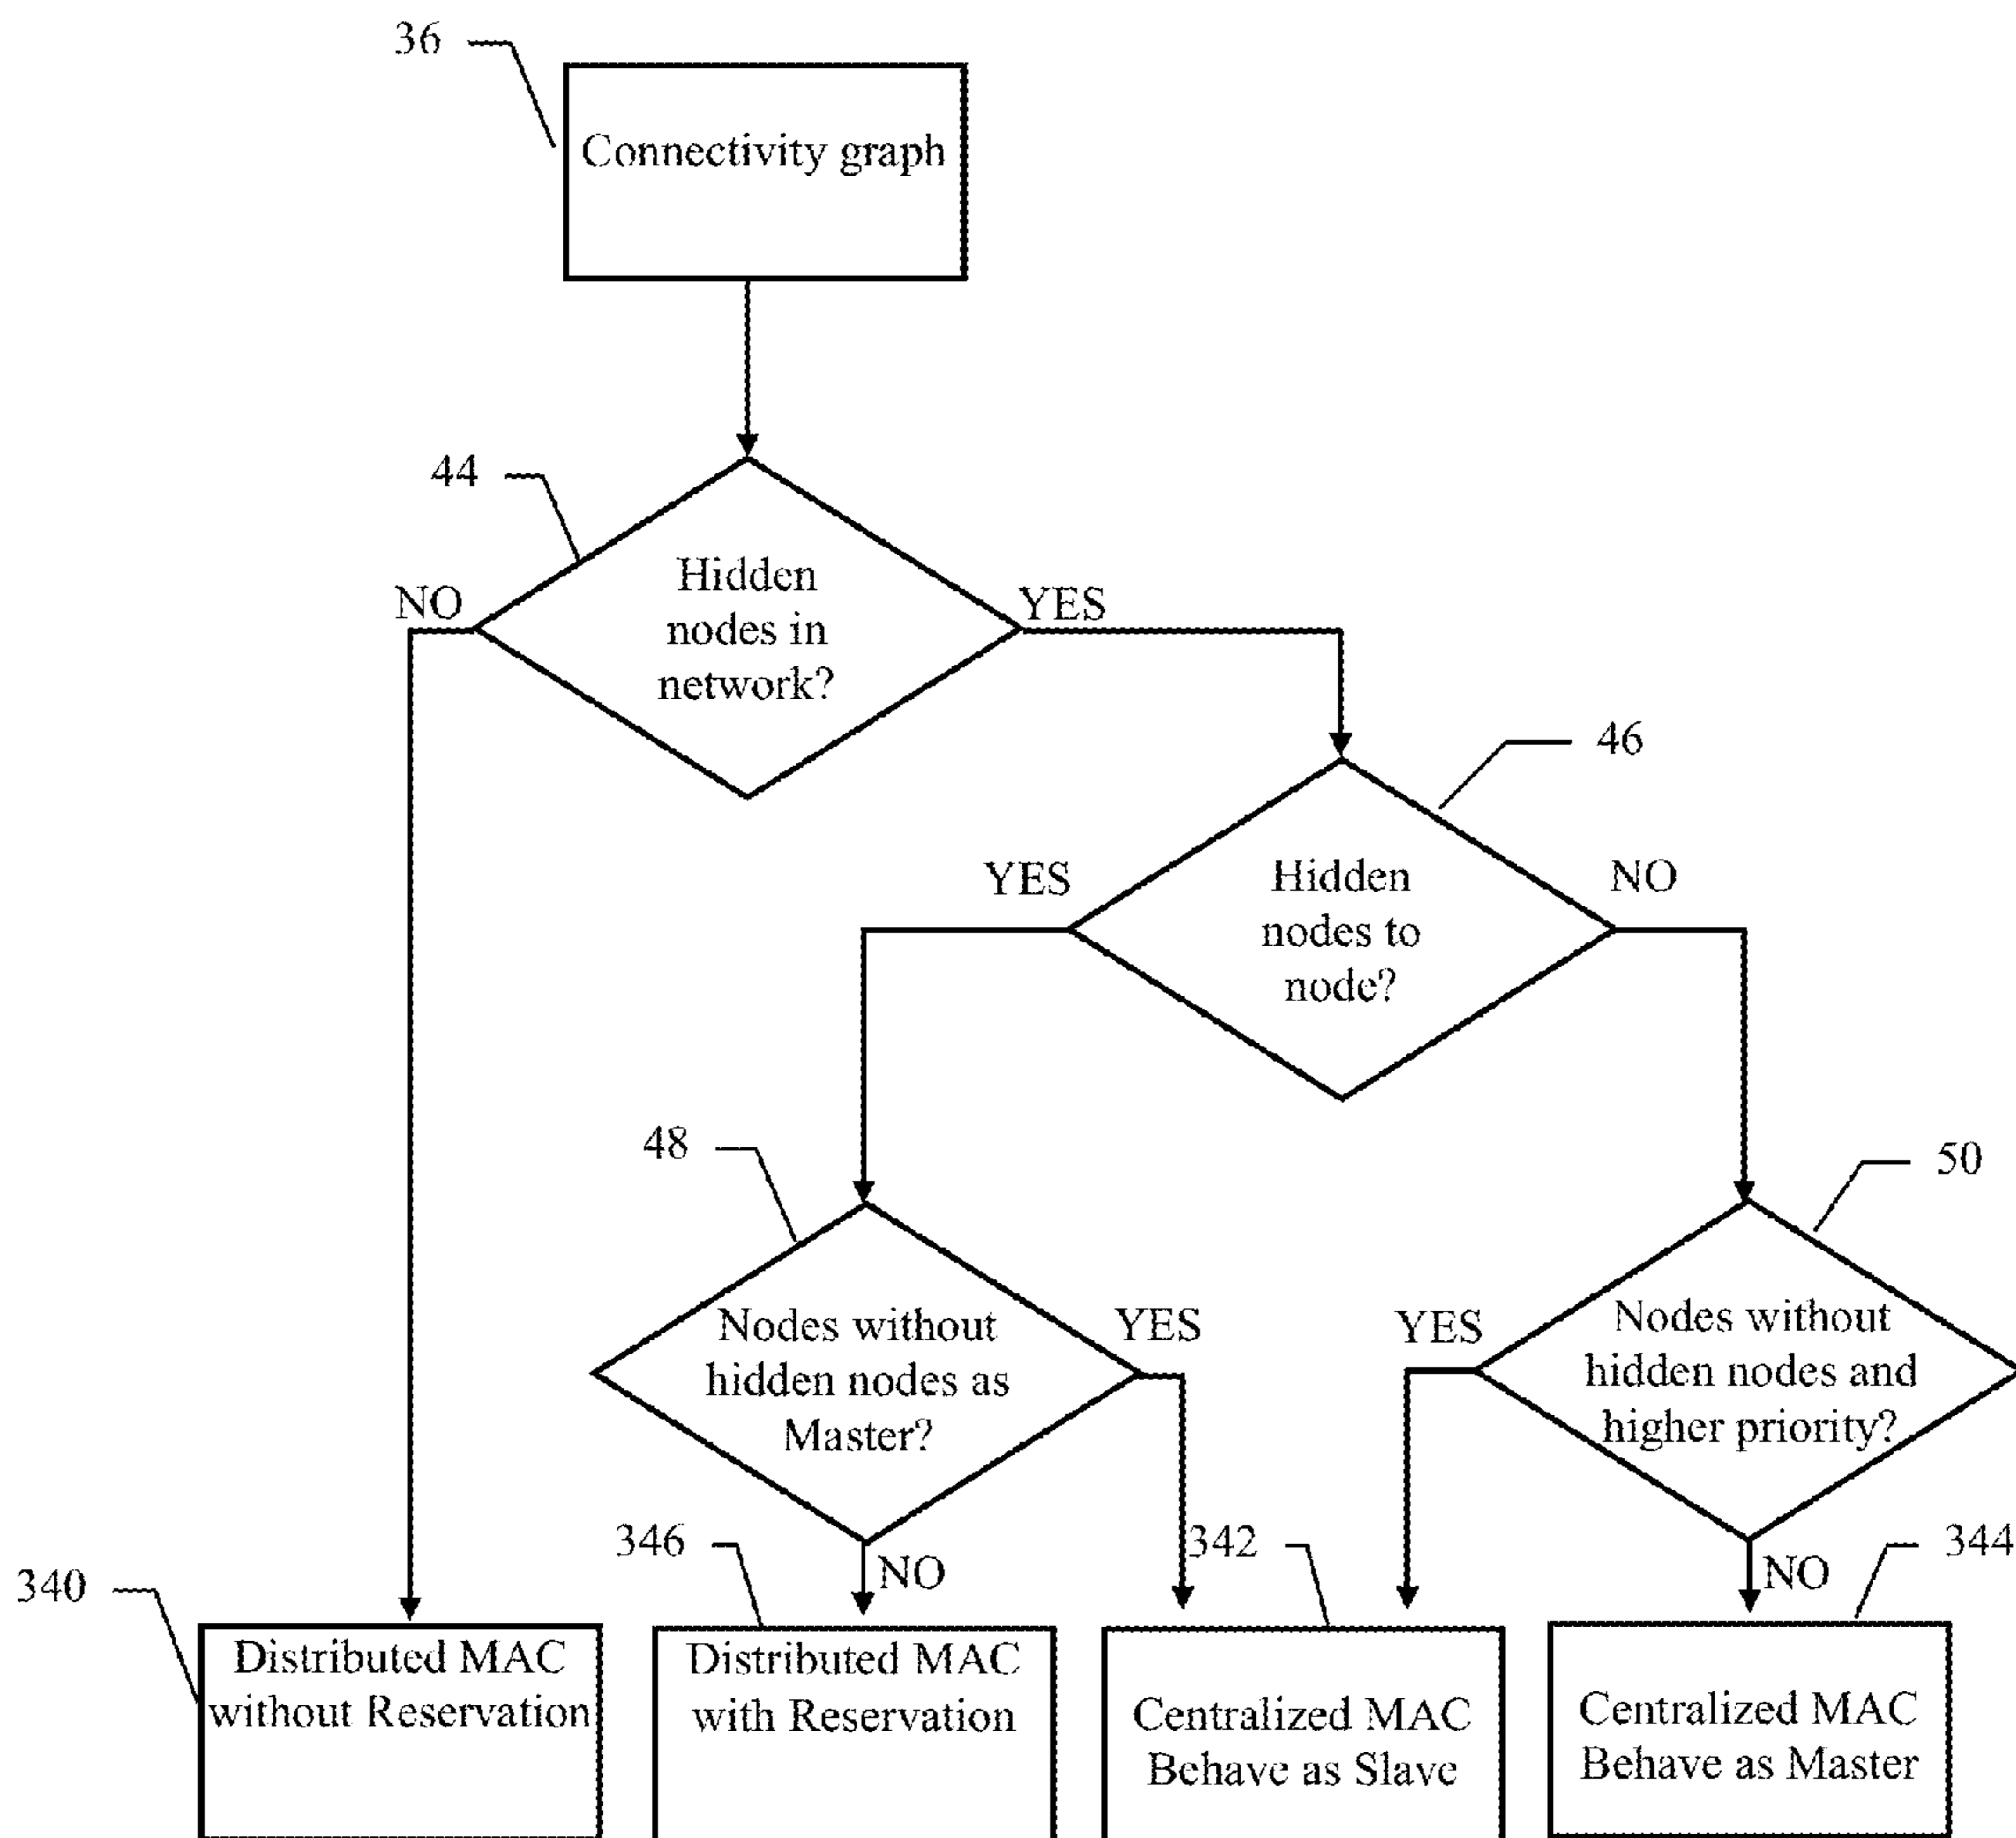 36
Connectivity graph
44
Hidden
nodes in
network?
NO
YES
46
Hidden
nodes to
node?
YES
NO
48
Nodes without
hidden nodes as
Master?
YES
NO
50
Nodes without
hidden nodes and
higher priority?
YES
NO
340
Distributed MAC
without Reservation
346
Distributed MAC
with Reservation
342
Centralized MAC
Behave as Slave
344
Centralized MAC
Behave as Master